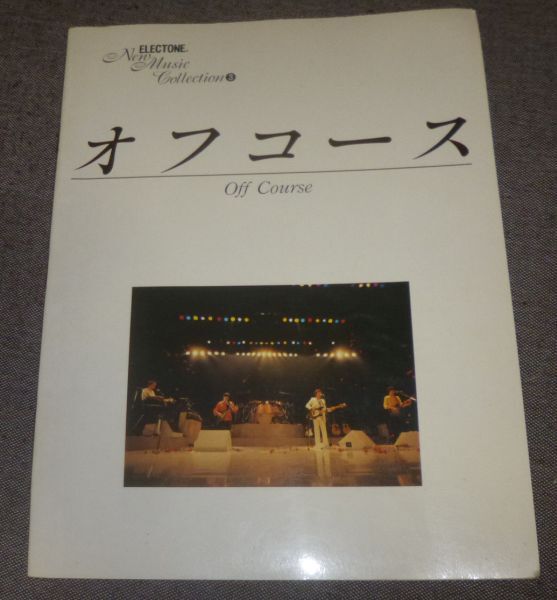 ELECTONE.
New Music
Collection 3
オフコース
Off Course